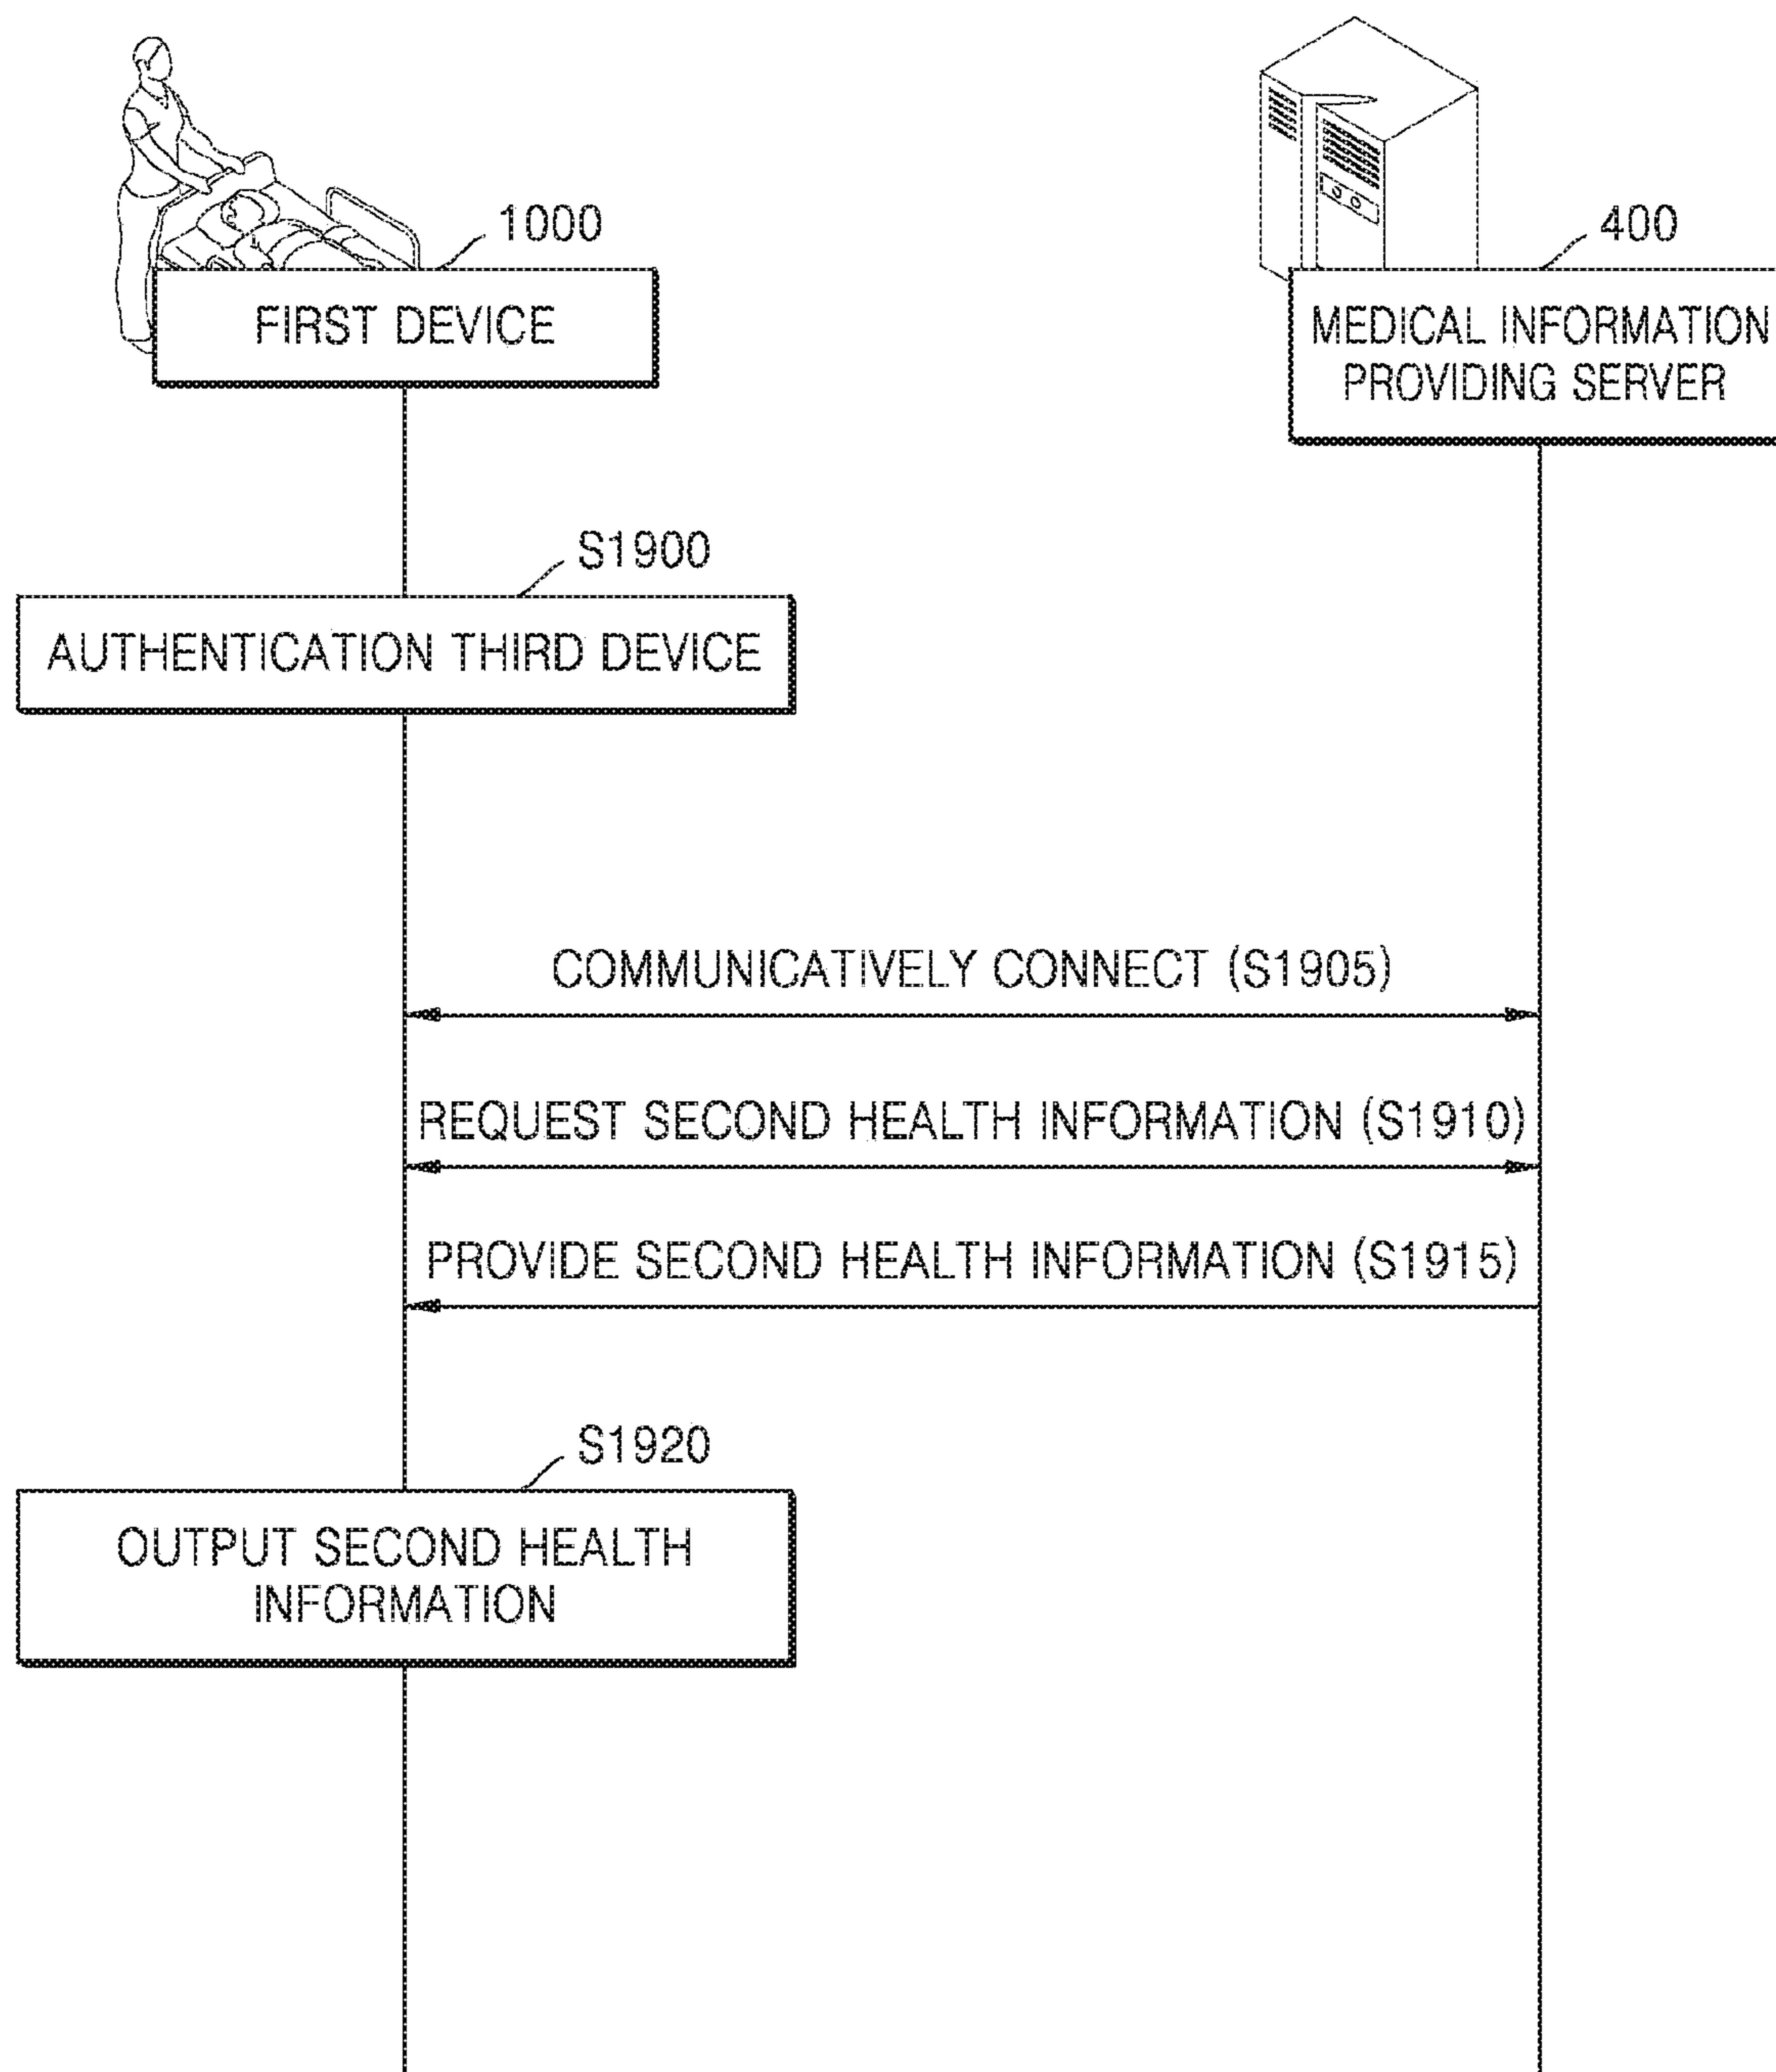 1000
400
FIRST DEVICE
MEDICAL INFORMATION
PROVIDING SERVER
S1900
AUTHENTICATION THIRD DEVICE
COMMUNICATIVELY CONNECT (S1905)
REQUEST SECOND HEALTH INFORMATION (S1910)
PROVIDE SECOND HEALTH INFORMATION (S1915)
S1920
OUTPUT SECOND HEALTH
INFORMATION